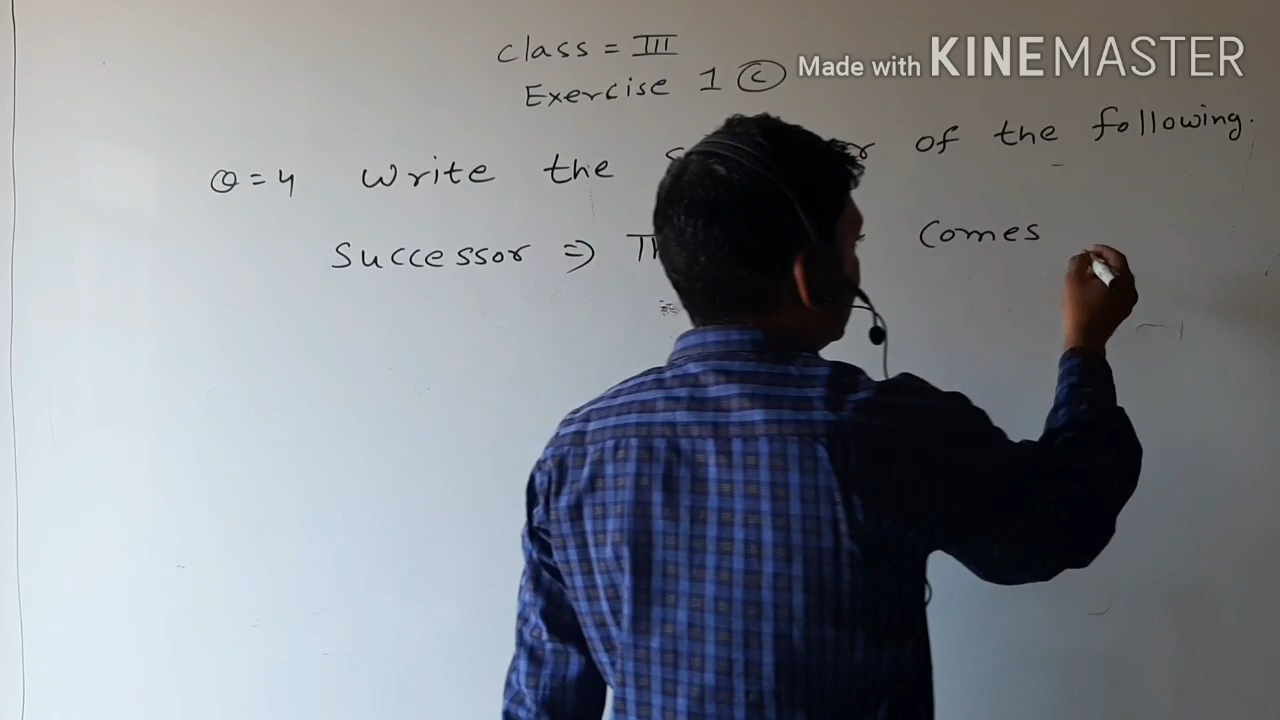 class = III
Made with KINEMASTER
Exercise 1 (c)
Q=4 Write the of the following.
Successor => comes